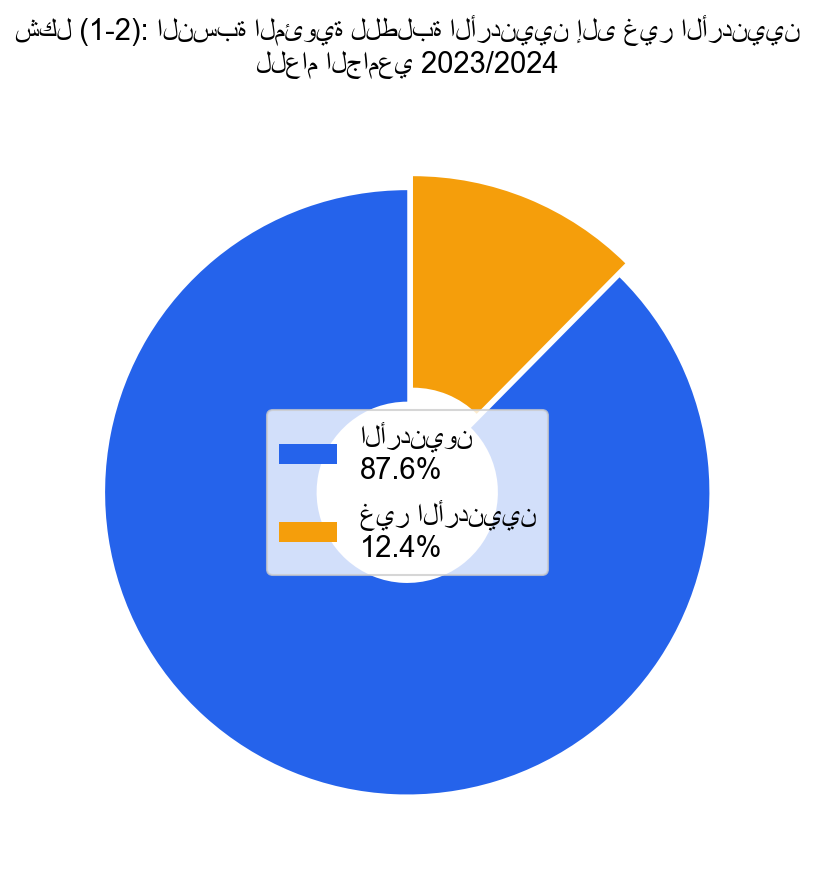 شكل (1-2): النسبة المئوية للطلبة الأردنيين إلى غير الأردنيين
للعام الجامعي 2023/2024
الأردنيون
87.6%
غير الأردنيين
12.4%